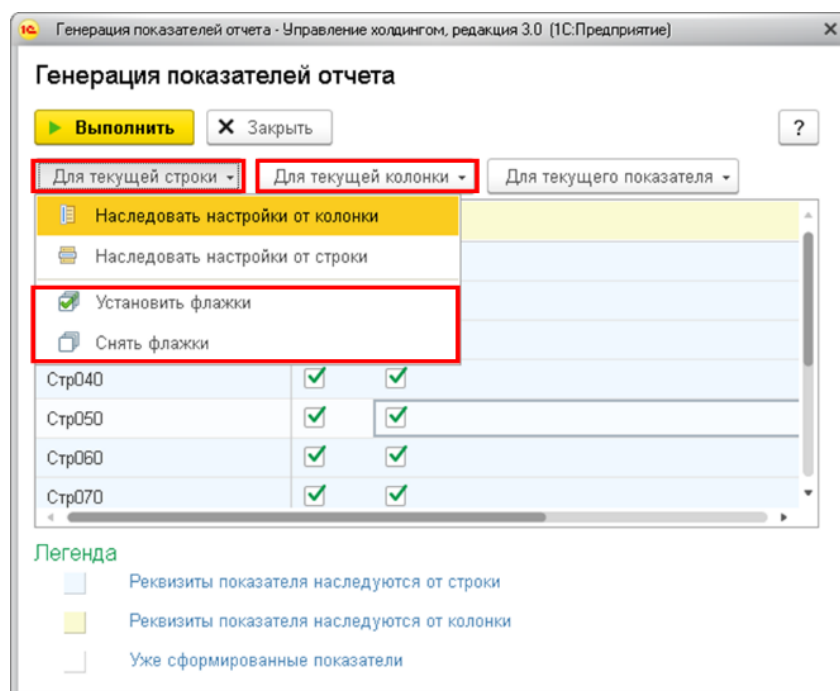 1С Генерация показателей отчета - Управление холдингом, редакция 3.0 (1С:Предприятие)
Генерация показателей отчета
Выполнить
Закрыть
?
Для текущей строки
Для текущей колонки
Для текущего показателя
Наследовать настройки от колонки
Наследовать настройки от строки
Установить флажки
Снять флажки
Стр040
Стр050
Стр060
Стр070
Легенда
Реквизиты показателя наследуются от строки
Реквизиты показателя наследуются от колонки
Уже сформированные показатели